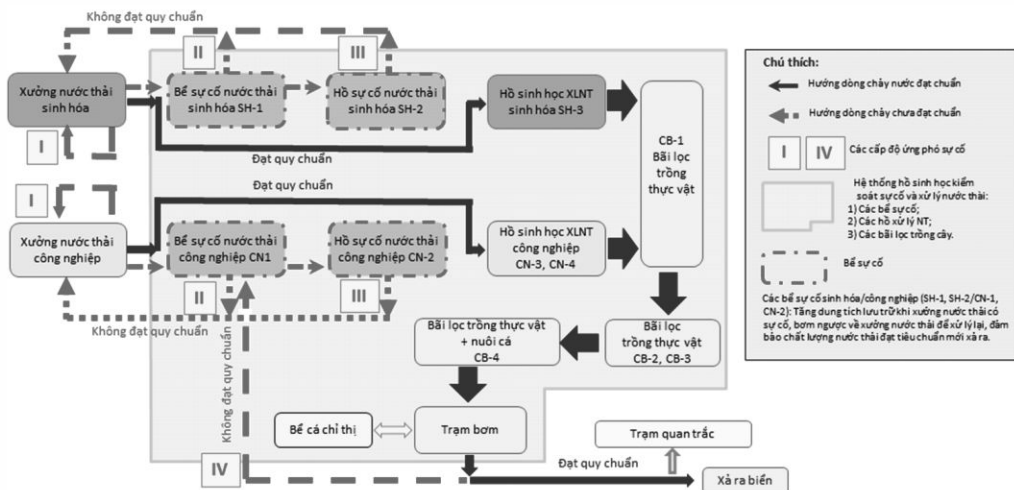 Không đạt quy chuẩn
II
III
Xưởng nước thải
sinh hóa
Bể sự cố nước thải
sinh hóa SH-1
Hồ sự cố nước thải
sinh hóa SH-2
Hồ sinh học XLNT
sinh hóa SH-3
I
Đạt quy chuẩn
CB-1
Bãi lọc
trồng
thực vật
I
Đạt quy chuẩn
Xưởng nước thải
công nghiệp
Bể sự cố nước thải
công nghiệp CN1
Hồ sự cố nước thải
công nghiệp CN-2
Hồ sinh học XLNT
công nghiệp
CN-3, CN-4
II
III
Không đạt quy chuẩn
Không đạt quy chuẩn
Bãi lọc trồng thực vật
+ nuôi cá
CB-4
Bãi lọc
trồng thực vật
CB-2, CB-3
Bể cá chỉ thị
Trạm bơm
Trạm quan trắc
IV
Đạt quy chuẩn
Xả ra biển
Chú thích:
Hướng dòng chảy nước đạt chuẩn
Hướng dòng chảy chưa đạt chuẩn
I
IV
Các cấp độ ứng phó sự cố
Hệ thống hồ sinh học kiểm
soát sự cố và xử lý nước thải:
1) Các bể sự cố;
2) Các hồ xử lý NT;
3) Các bãi lọc trồng cây.
Bể sự cố
Các bể sự cố sinh hóa/công nghiệp (SH-1, SH-2/CN-1,
CN-2): Tăng dung tích lưu trữ khi xưởng nước thải có
sự cố, bơm ngược về xưởng nước thải để xử lý lại, đảm
bảo chất lượng nước thải đạt tiêu chuẩn mới xả ra.